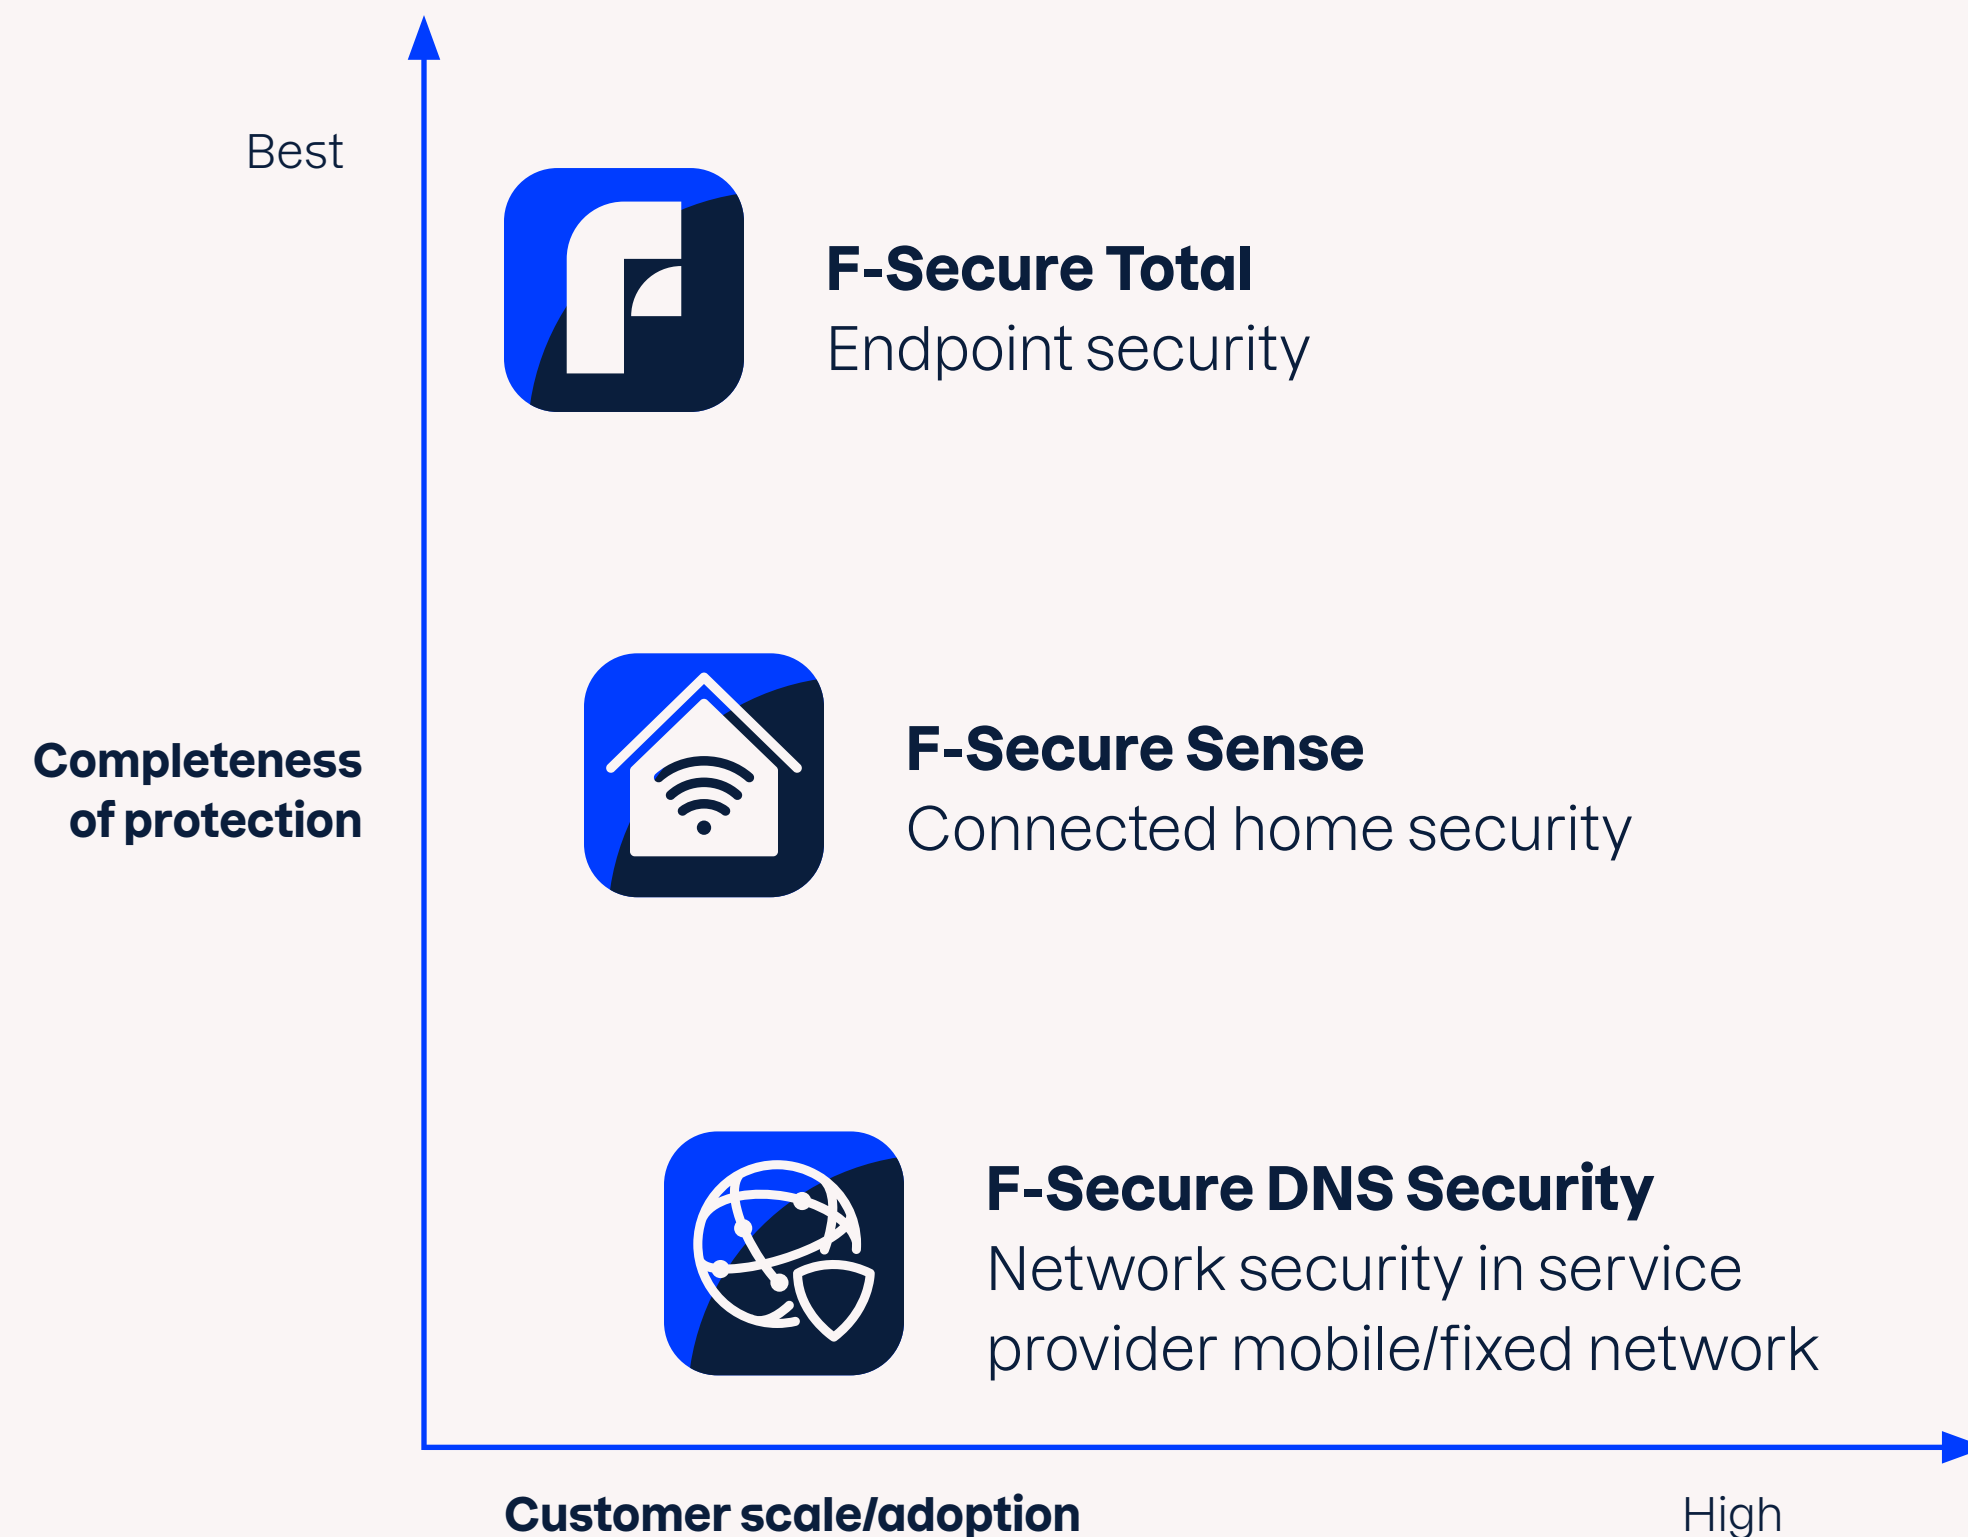 Best
F-Secure Total
Endpoint security
Completeness
of protection
F-Secure Sense
Connected home security
F-Secure DNS Security
Network security in service
provider mobile/fixed network
Customer scale/adoption
High